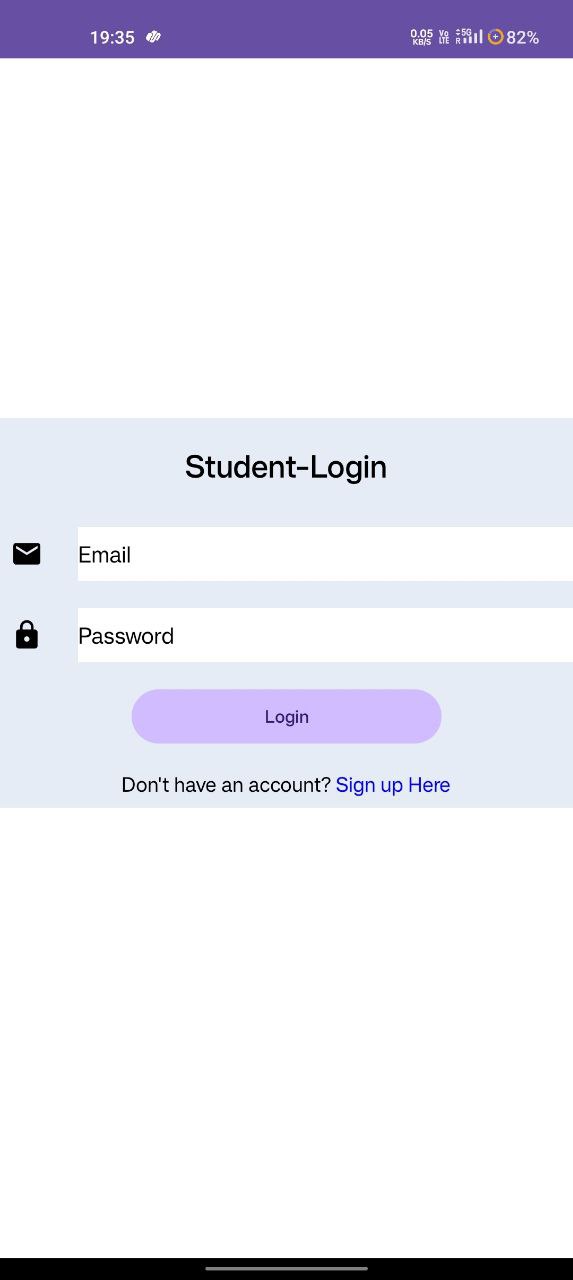 19:35 0.05 KB/S Vo LTE 5G R 82%
Student-Login
Email
Password
Login
Don't have an account? Sign up Here